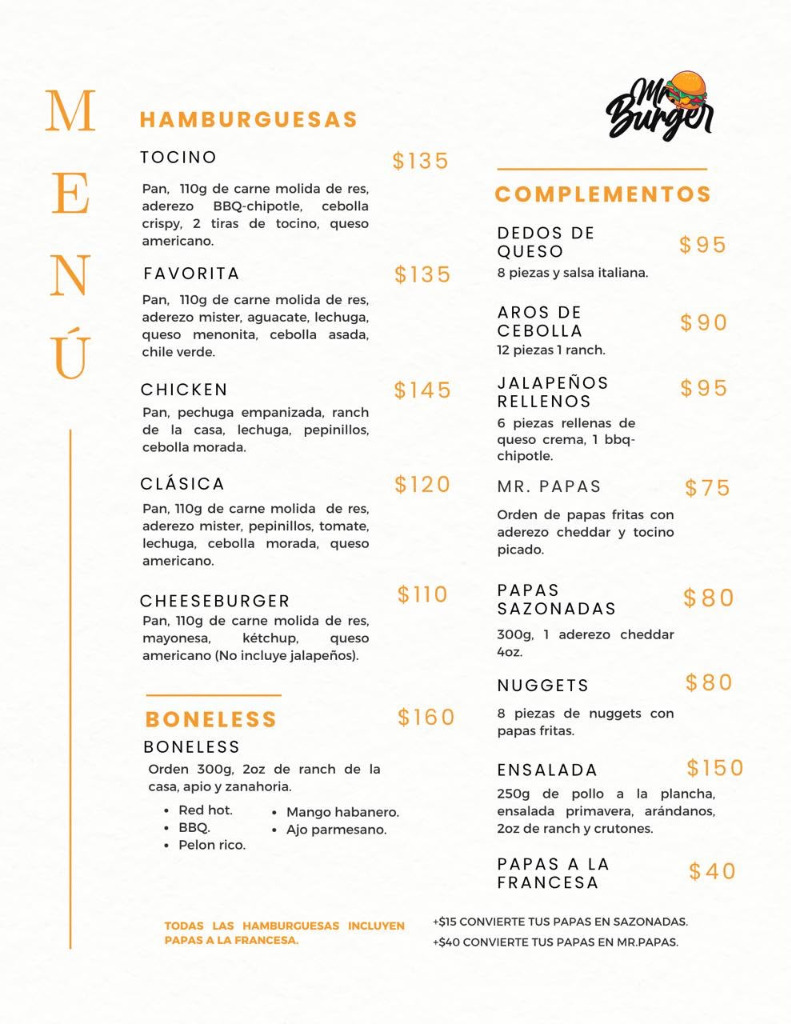 MENÚ
Mr
Burger
HAMBURGUESAS
TOCINO
$135
Pan, 110g de carne molida de res,
aderezo BBQ-chipotle, cebolla
crispy, 2 tiras de tocino, queso
americano.
FAVORITA
$135
Pan, 110g de carne molida de res,
aderezo mister, aguacate, lechuga,
queso menonita, cebolla asada,
chile verde.
CHICKEN
$145
Pan, pechuga empanizada, ranch
de la casa, lechuga, pepinillos,
cebolla morada.
CLÁSICA
$120
Pan, 110g de carne molida de res,
aderezo mister, pepinillos, tomate,
lechuga, cebolla morada, queso
americano.
CHEESEBURGER
$110
Pan, 110g de carne molida de res,
mayonesa, kétchup, queso
americano (No incluye jalapeños).
BONELESS
$160
BONELESS
Orden 300g, 2oz de ranch de la
casa, apio y zanahoria.
• Red hot.
• BBQ.
• Pelon rico.
• Mango habanero.
• Ajo parmesano.
TODAS LAS HAMBURGUESAS INCLUYEN
PAPAS A LA FRANCESA.
COMPLEMENTOS
DEDOS DE
QUESO
$95
8 piezas y salsa italiana.
AROS DE
CEBOLLA
$90
12 piezas 1 ranch.
JALAPEÑOS
RELLENOS
$95
6 piezas rellenas de
queso crema, 1 bbq-
chipotle.
MR. PAPAS
$75
Orden de papas fritas con
aderezo cheddar y tocino
picado.
PAPAS
SAZONADAS
$80
300g, 1 aderezo cheddar
4oz.
NUGGETS
$80
8 piezas de nuggets con
papas fritas.
ENSALADA
$150
250g de pollo a la plancha,
ensalada primavera, arándanos,
2oz de ranch y crutones.
PAPAS A LA
FRANCESA
$40
+$15 CONVIERTE TUS PAPAS EN SAZONADAS.
+$40 CONVIERTE TUS PAPAS EN MR.PAPAS.